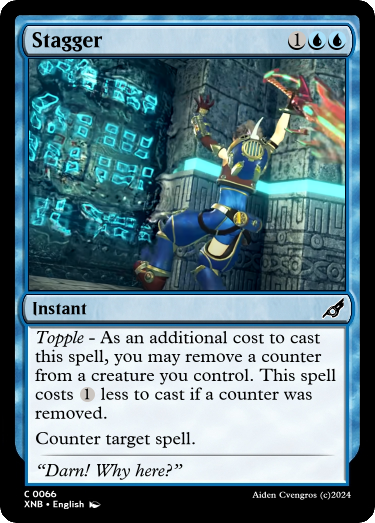 Stagger 1
Instant
Topple - As an additional cost to cast
this spell, you may remove a counter
from a creature you control. This spell
costs 1 less to cast if a counter was
removed.
Counter target spell.
“Darn! Why here?”
C 0066
XNB • English
Aiden Cvengros (c)2024